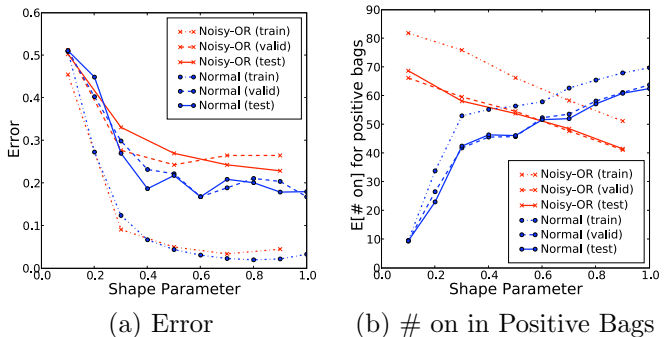 0.6
0.5
0.4
0.3
0.2
0.1
0.0
Error
Noisy-OR (train)
Noisy-OR (valid)
Noisy-OR (test)
Normal (train)
Normal (valid)
Normal (test)
0.0 0.2 0.4 0.6 0.8 1.0
Shape Parameter
(a) Error
90
80
70
60
50
40
30
20
10
0
E[# on] for positive bags
Noisy-OR (train)
Noisy-OR (valid)
Noisy-OR (test)
Normal (train)
Normal (valid)
Normal (test)
0.0 0.2 0.4 0.6 0.8 1.0
Shape Parameter
(b) # on in Positive Bags